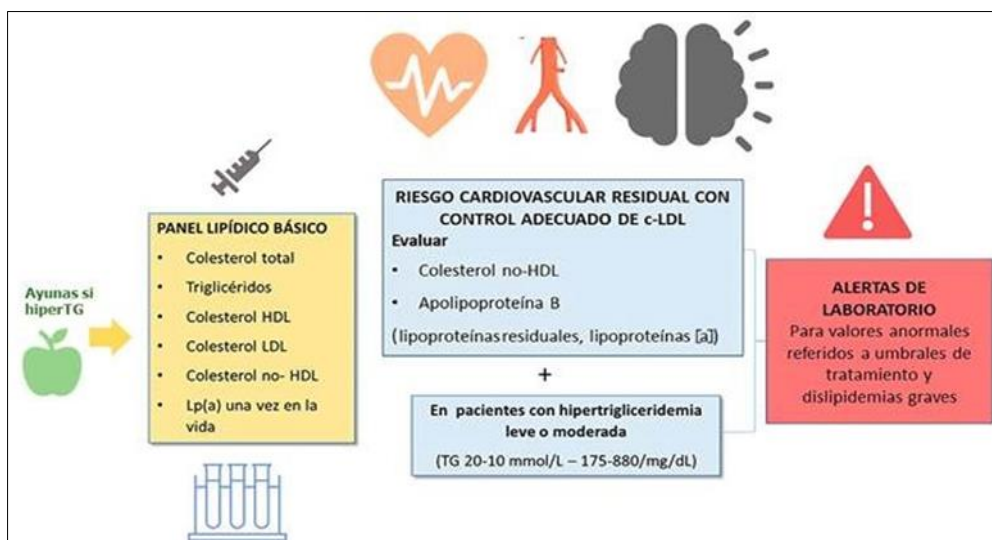 Ayunas si
hiperTG
PANEL LIPÍDICO BÁSICO
• Colesterol total
• Triglicéridos
• Colesterol HDL
• Colesterol LDL
• Colesterol no- HDL
• Lp(a) una vez en la
vida
RIESGO CARDIOVASCULAR RESIDUAL CON
CONTROL ADECUADO DE c-LDL
Evaluar
• Colesterol no-HDL
• Apolipoproteína B
(lipoproteínas residuales, lipoproteínas [a])
+
En pacientes con hipertrigliceridemia
leve o moderada
(TG 20-10 mmol/L – 175-880/mg/dL)
ALERTAS DE
LABORATORIO
Para valores anormales
referidos a umbrales de
tratamiento y
dislipidemias graves